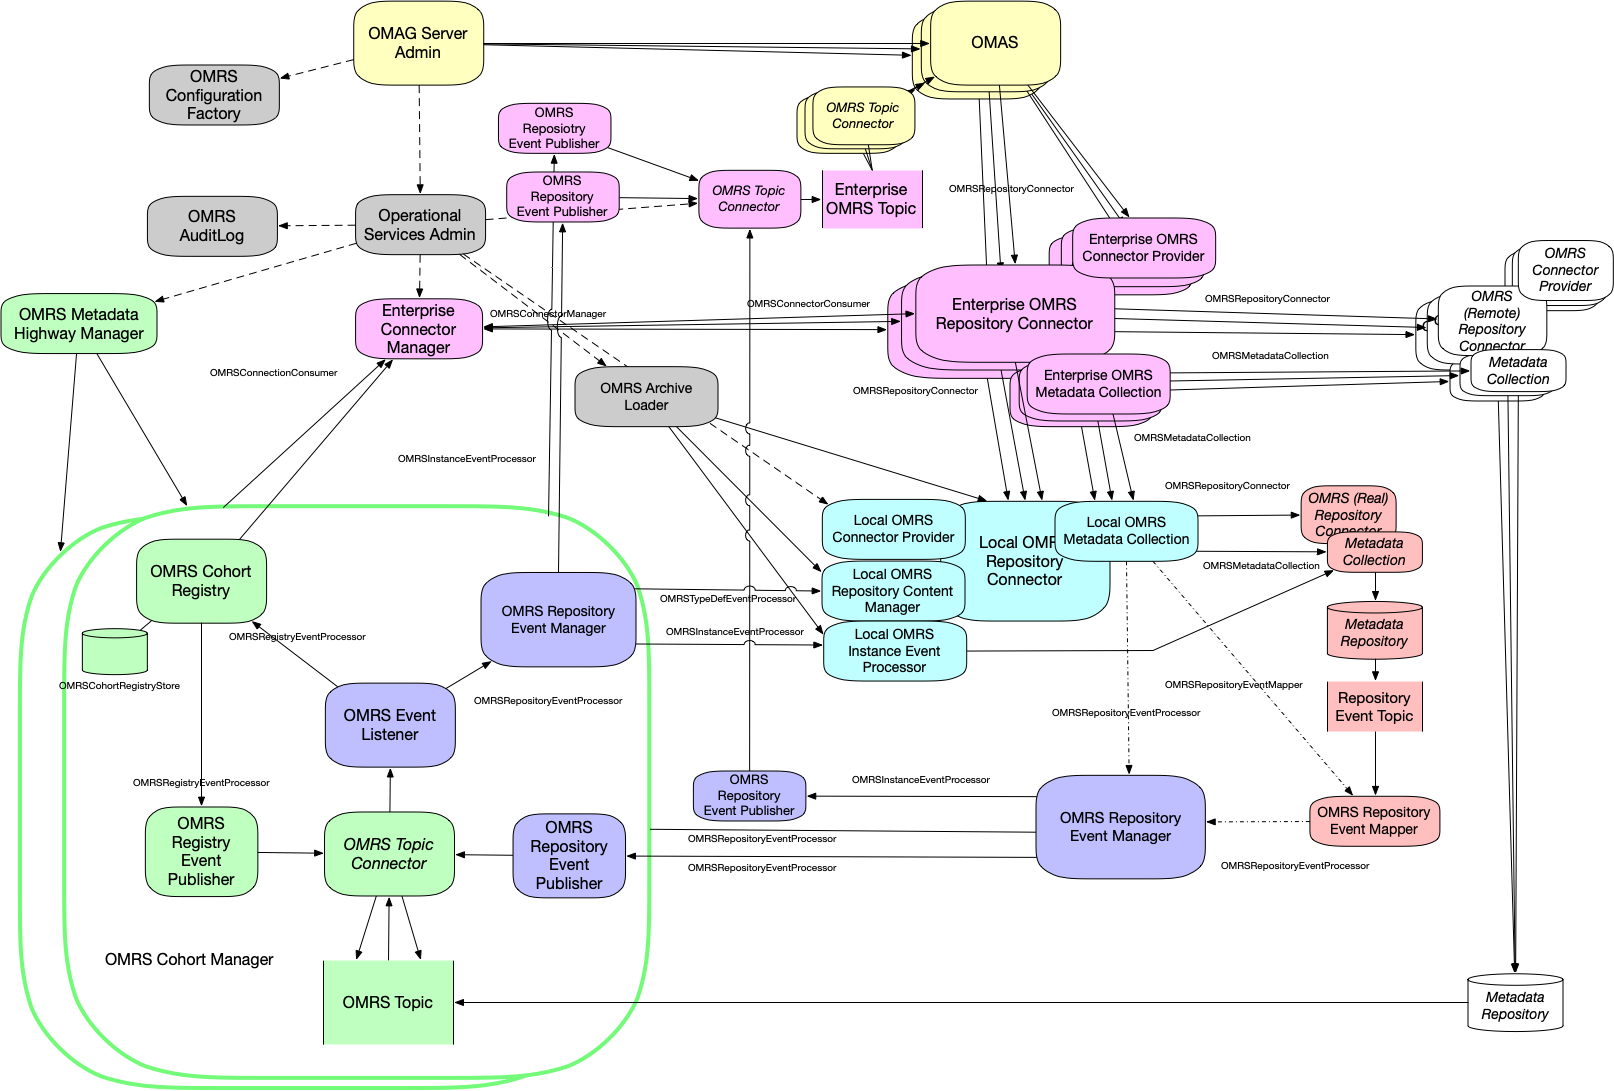 OMAG Server
Admin
OMAS
OMRS
Configuration
Factory
OMRS Topic
Connector
OMRS
Reposiotry
Event Publisher
OMRS
Repository
Event Publisher
OMRS Topic
Connector
Enterprise
OMRS Topic
OMRSRepositoryConnector
OMRS
AuditLog
Operational
Services Admin
Enterprise OMRS
Connector Provider
OMRS
Connector
Provider
OMRS Metadata
Highway Manager
Enterprise
Connector
Manager
OMRSConnectorManager
OMRSConnectorConsumer
Enterprise OMRS
Repository Connector
OMRSRepositoryConnector
OMRS
(Remote)
Repository
Connector
OMRSMetadataCollection
Metadata
Collection
OMRSConnectionConsumer
OMRS Archive
Loader
OMRSRepositoryConnector
Enterprise OMRS
Metadata Collection
OMRSMetadataCollection
OMRSInstanceEventProcessor
OMRSRepositoryConnector
OMRS (Real)
Repository
Connector
Metadata
Collection
OMRSMetadataCollection
Local OMRS
Connector Provider
Local OMRS
Repository
Connector
Local OMRS
Metadata Collection
Local OMRS
Repository Content
Manager
Local OMRS
Instance Event
Processor
OMRS Cohort
Registry
OMRS Repository
Event Manager
OMRSTypeDefEventProcessor
OMRSInstanceEventProcessor
OMRSRegistryEventProcessor
OMRSCohortRegistryStore
Metadata
Repository
OMRSRepositoryEventMapper
Repository
Event Topic
OMRSRepositoryEventProcessor
OMRSRepositoryEventProcessor
OMRS Event
Listener
OMRSRegistryEventProcessor
OMRS
Repository
Event Publisher
OMRSInstanceEventProcessor
OMRS Repository
Event Manager
OMRS Repository
Event Mapper
OMRS
Registry
Event
Publisher
OMRS Topic
Connector
OMRS
Repository
Event
Publisher
OMRSRepositoryEventProcessor
OMRSRepositoryEventProcessor
OMRSRepositoryEventProcessor
OMRS Cohort Manager
OMRS Topic
Metadata
Repository